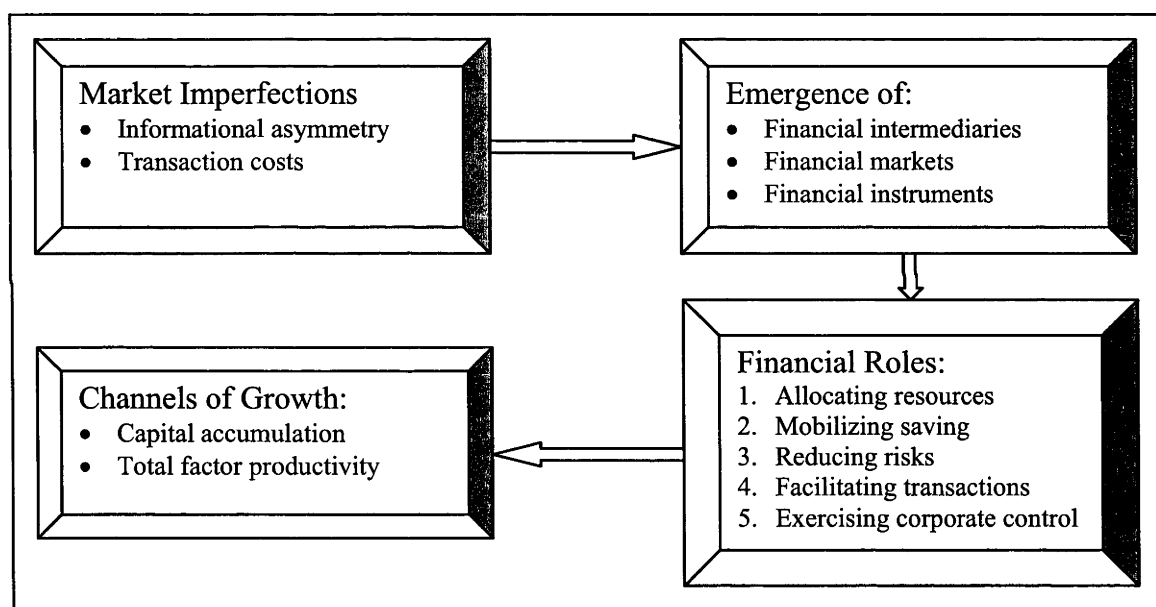 Market Imperfections
• Informational asymmetry
• Transaction costs
Emergence of:
• Financial intermediaries
• Financial markets
• Financial instruments
Financial Roles:
1. Allocating resources
2. Mobilizing saving
3. Reducing risks
4. Facilitating transactions
5. Exercising corporate control
Channels of Growth:
• Capital accumulation
• Total factor productivity